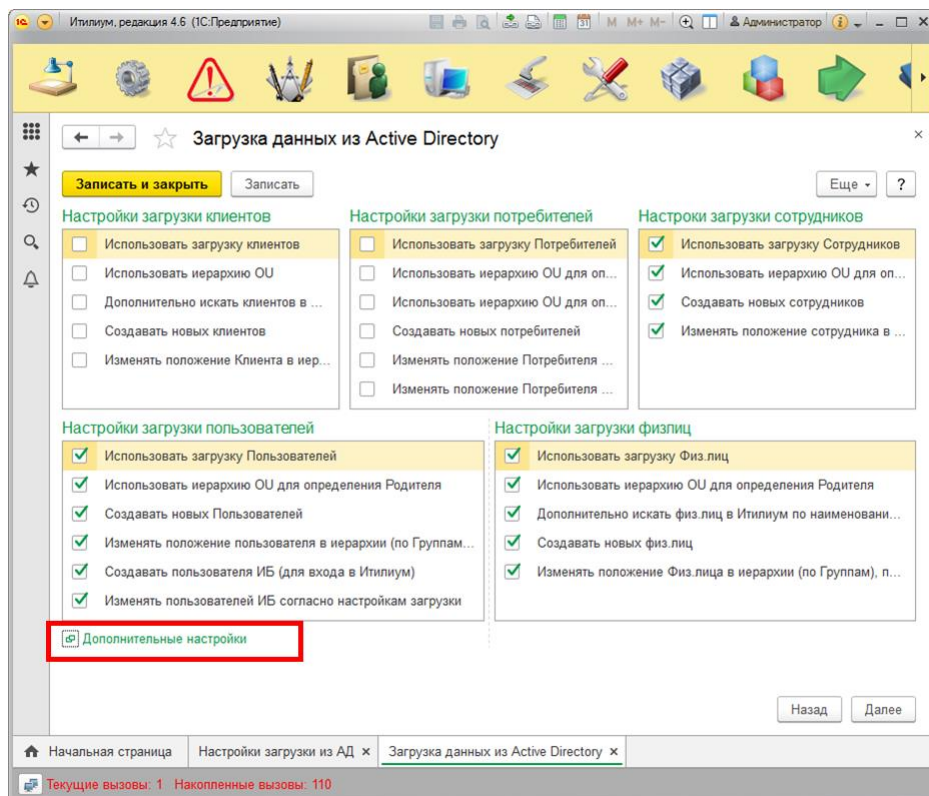 Итилиум, редакция 4.6 (1С:Предприятие)
M M+ M- Администратор
Загрузка данных из Active Directory
Записать и закрыть Записать Еще ?
Настройки загрузки клиентов
Использовать загрузку клиентов
Использовать иерархию OU
Дополнительно искать клиентов в ...
Создавать новых клиентов
Изменять положение Клиента в иер...
Настройки загрузки потребителей
Использовать загрузку Потребителей
Использовать иерархию OU для оп...
Использовать иерархию OU для оп...
Создавать новых потребителей
Изменять положение Потребителя ...
Изменять положение Потребителя ...
Настроки загрузки сотрудников
Использовать загрузку Сотрудников
Использовать иерархию OU для оп...
Создавать новых сотрудников
Изменять положение сотрудника в ...
Настройки загрузки пользователей
Использовать загрузку Пользователей
Использовать иерархию OU для определения Родителя
Создавать новых Пользователей
Изменять положение пользователя в иерархии (по Группам...
Создавать пользователя ИБ (для входа в Итилиум)
Изменять пользователей ИБ согласно настройкам загрузки
Дополнительные настройки
Настройки загрузки физлиц
Использовать загрузку Физ.лиц
Использовать иерархию OU для определения Родителя
Дополнительно искать физ.лиц в Итилиум по наименовани...
Создавать новых физ.лиц
Изменять положение Физ.лица в иерархии (по Группам), п...
Назад Далее
Начальная страница Настройки загрузки из АД × Загрузка данных из Active Directory ×
Текущие вызовы: 1 Накопленные вызовы: 110